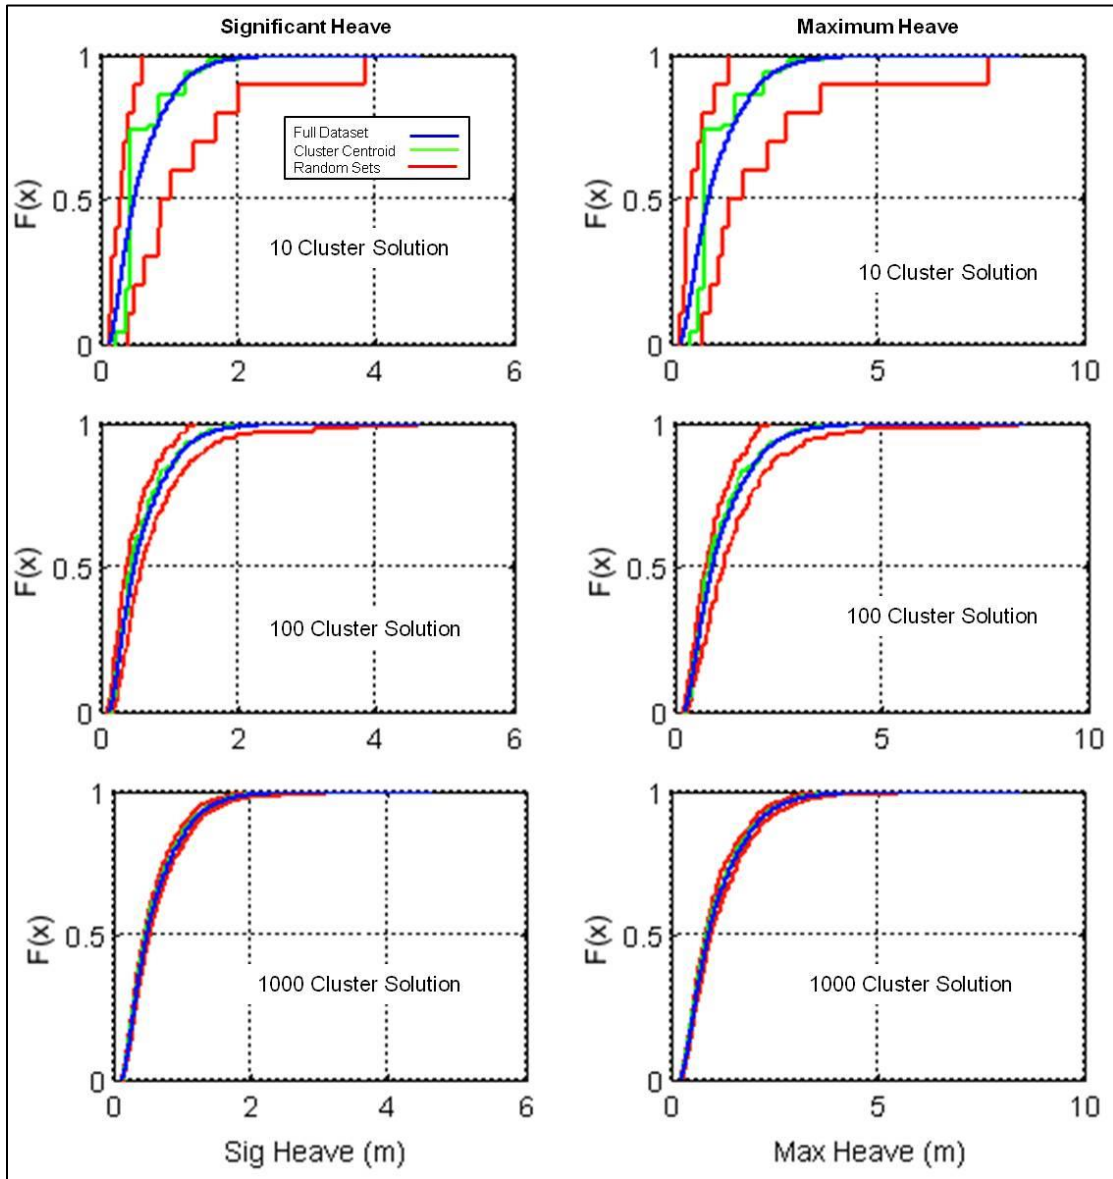 Significant Heave
Maximum Heave
1
0.5
0
F(x)
Full Dataset
Cluster Centroid
Random Sets
10 Cluster Solution
0 2 4 6
1
0.5
0
F(x)
10 Cluster Solution
0 5 10
1
0.5
0
F(x)
100 Cluster Solution
0 2 4 6
1
0.5
0
F(x)
100 Cluster Solution
0 5 10
1
0.5
0
F(x)
1000 Cluster Solution
0 2 4 6
Sig Heave (m)
1
0.5
0
F(x)
1000 Cluster Solution
0 5 10
Max Heave (m)